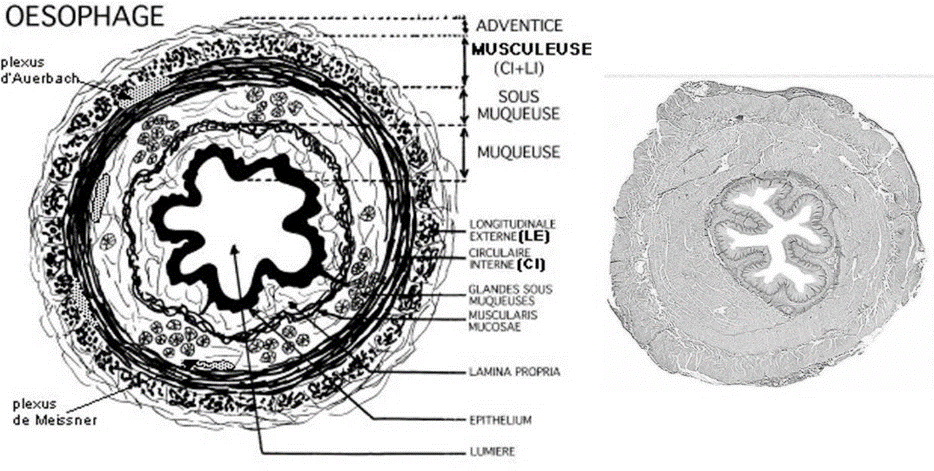 OESOPHAGE
plexus
d'Auerbach
plexus
de Meissner
ADVENTICE
MUSCULEUSE
(CI+LI)
SOUS
MUQUEUSE
MUQUEUSE
LONGITUDINALE
EXTERNE(LE)
CIRCULAIRE
INTERNE(CI)
GLANDES SOUS
MUQUEUSES
MUSCULARIS
MUCOSAE
LAMINA PROPRIA
EPITHELIUM
LUMIERE